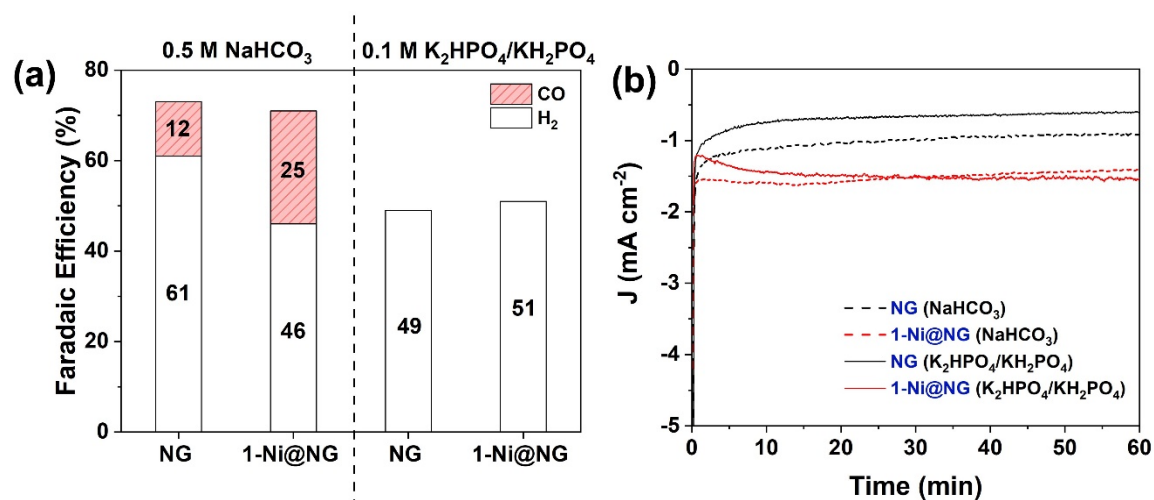 (a)
0.5 M NaHCO₃
0.1 M K₂HPO₄/KH₂PO₄
Faradaic Efficiency (%)
80
60
40
20
0
CO
H₂
12
61
25
46
49
51
NG
1-Ni@NG
NG
1-Ni@NG
(b)
J (mA cm⁻²)
0
-1
-2
-3
-4
-5
NG (NaHCO₃)
1-Ni@NG (NaHCO₃)
NG (K₂HPO₄/KH₂PO₄)
1-Ni@NG (K₂HPO₄/KH₂PO₄)
0
10
20
30
40
50
60
Time (min)